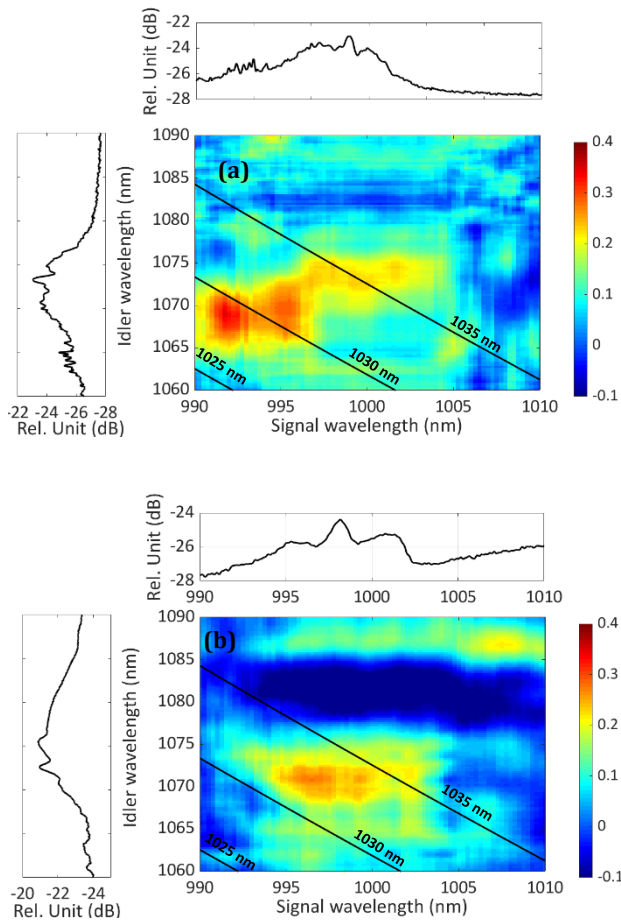 -22
-24
-26
-28
Rel. Unit (dB)
1090
1085
1080
1075
1070
1065
1060
Idler wavelength (nm)
-22 -24 -26 -28
Rel. Unit (dB)
(a)
1025 nm
1030 nm
1035 nm
990 995 1000 1005 1010
Signal wavelength (nm)
0.4
0.3
0.2
0.1
0
-0.1
-24
-26
-28
Rel. Unit (dB)
990 995 1000 1005 1010
1090
1085
1080
1075
1070
1065
1060
Idler wavelength (nm)
-20 -22 -24
Rel. Unit (dB)
(b)
1025 nm
1030 nm
1035 nm
990 995 1000 1005 1010
Signal wavelength (nm)
0.4
0.3
0.2
0.1
0
-0.1